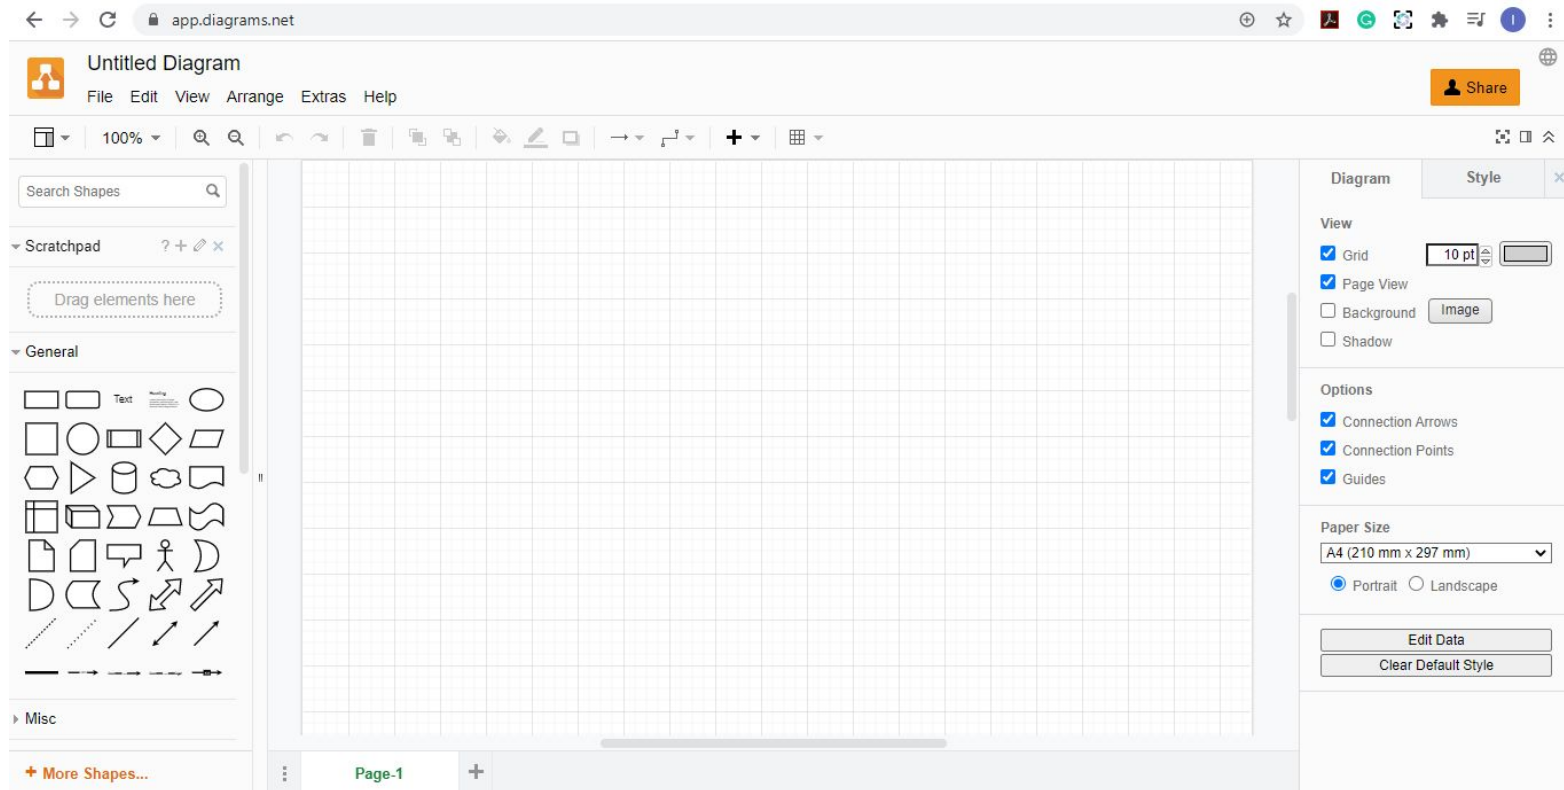 app.diagrams.net
Untitled Diagram
File Edit View Arrange Extras Help
Share
100%
Search Shapes
Scratchpad ?
Drag elements here
General
Text
Misc
+ More Shapes...
Page-1
Diagram Style
View
Grid 10 pt
Page View
Background Image
Shadow
Options
Connection Arrows
Connection Points
Guides
Paper Size
A4 (210 mm x 297 mm)
Portrait Landscape
Edit Data
Clear Default Style